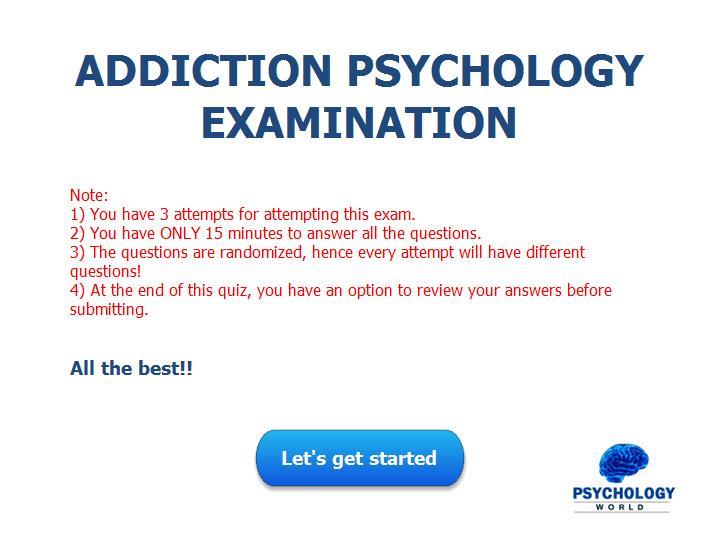 ADDICTION PSYCHOLOGY
EXAMINATION
Note:
1) You have 3 attempts for attempting this exam.
2) You have ONLY 15 minutes to answer all the questions.
3) The questions are randomized, hence every attempt will have different
questions!
4) At the end of this quiz, you have an option to review your answers before
submitting.
All the best!!
Let's get started
PSYCHOLOGY
WORLD